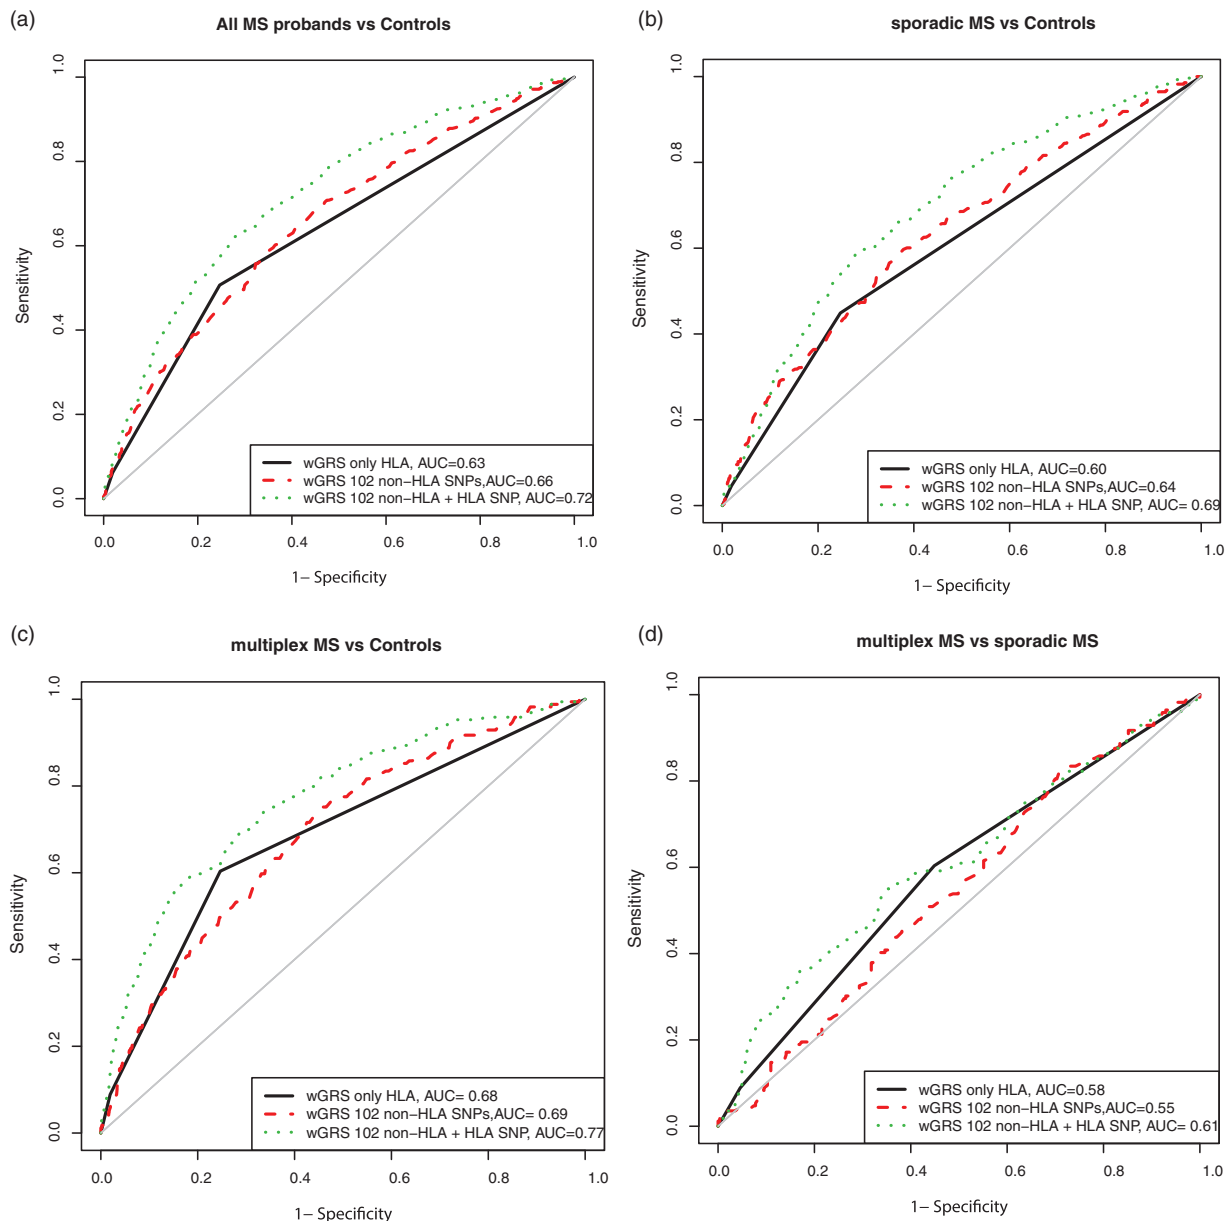 (a)
All MS probands vs Controls
Sensitivity
0.0 0.2 0.4 0.6 0.8 1.0
wGRS only HLA, AUC=0.63
wGRS 102 non−HLA SNPs,AUC=0.66
wGRS 102 non−HLA + HLA SNP, AUC=0.72
0.0 0.2 0.4 0.6 0.8 1.0
1− Specificity
(b)
sporadic MS vs Controls
Sensitivity
0.0 0.2 0.4 0.6 0.8 1.0
wGRS only HLA, AUC=0.60
wGRS 102 non−HLA SNPs,AUC=0.64
wGRS 102 non−HLA + HLA SNP, AUC= 0.69
0.0 0.2 0.4 0.6 0.8 1.0
1− Specificity
(c)
multiplex MS vs Controls
Sensitivity
0.0 0.2 0.4 0.6 0.8 1.0
wGRS only HLA, AUC= 0.68
wGRS 102 non−HLA SNPs,AUC= 0.69
wGRS 102 non−HLA + HLA SNP, AUC=0.77
0.0 0.2 0.4 0.6 0.8 1.0
1− Specificity
(d)
multiplex MS vs sporadic MS
Sensitivity
0.0 0.2 0.4 0.6 0.8 1.0
wGRS only HLA, AUC=0.58
wGRS 102 non−HLA SNPs,AUC=0.55
wGRS 102 non−HLA + HLA SNP, AUC= 0.61
0.0 0.2 0.4 0.6 0.8 1.0
1− Specificity